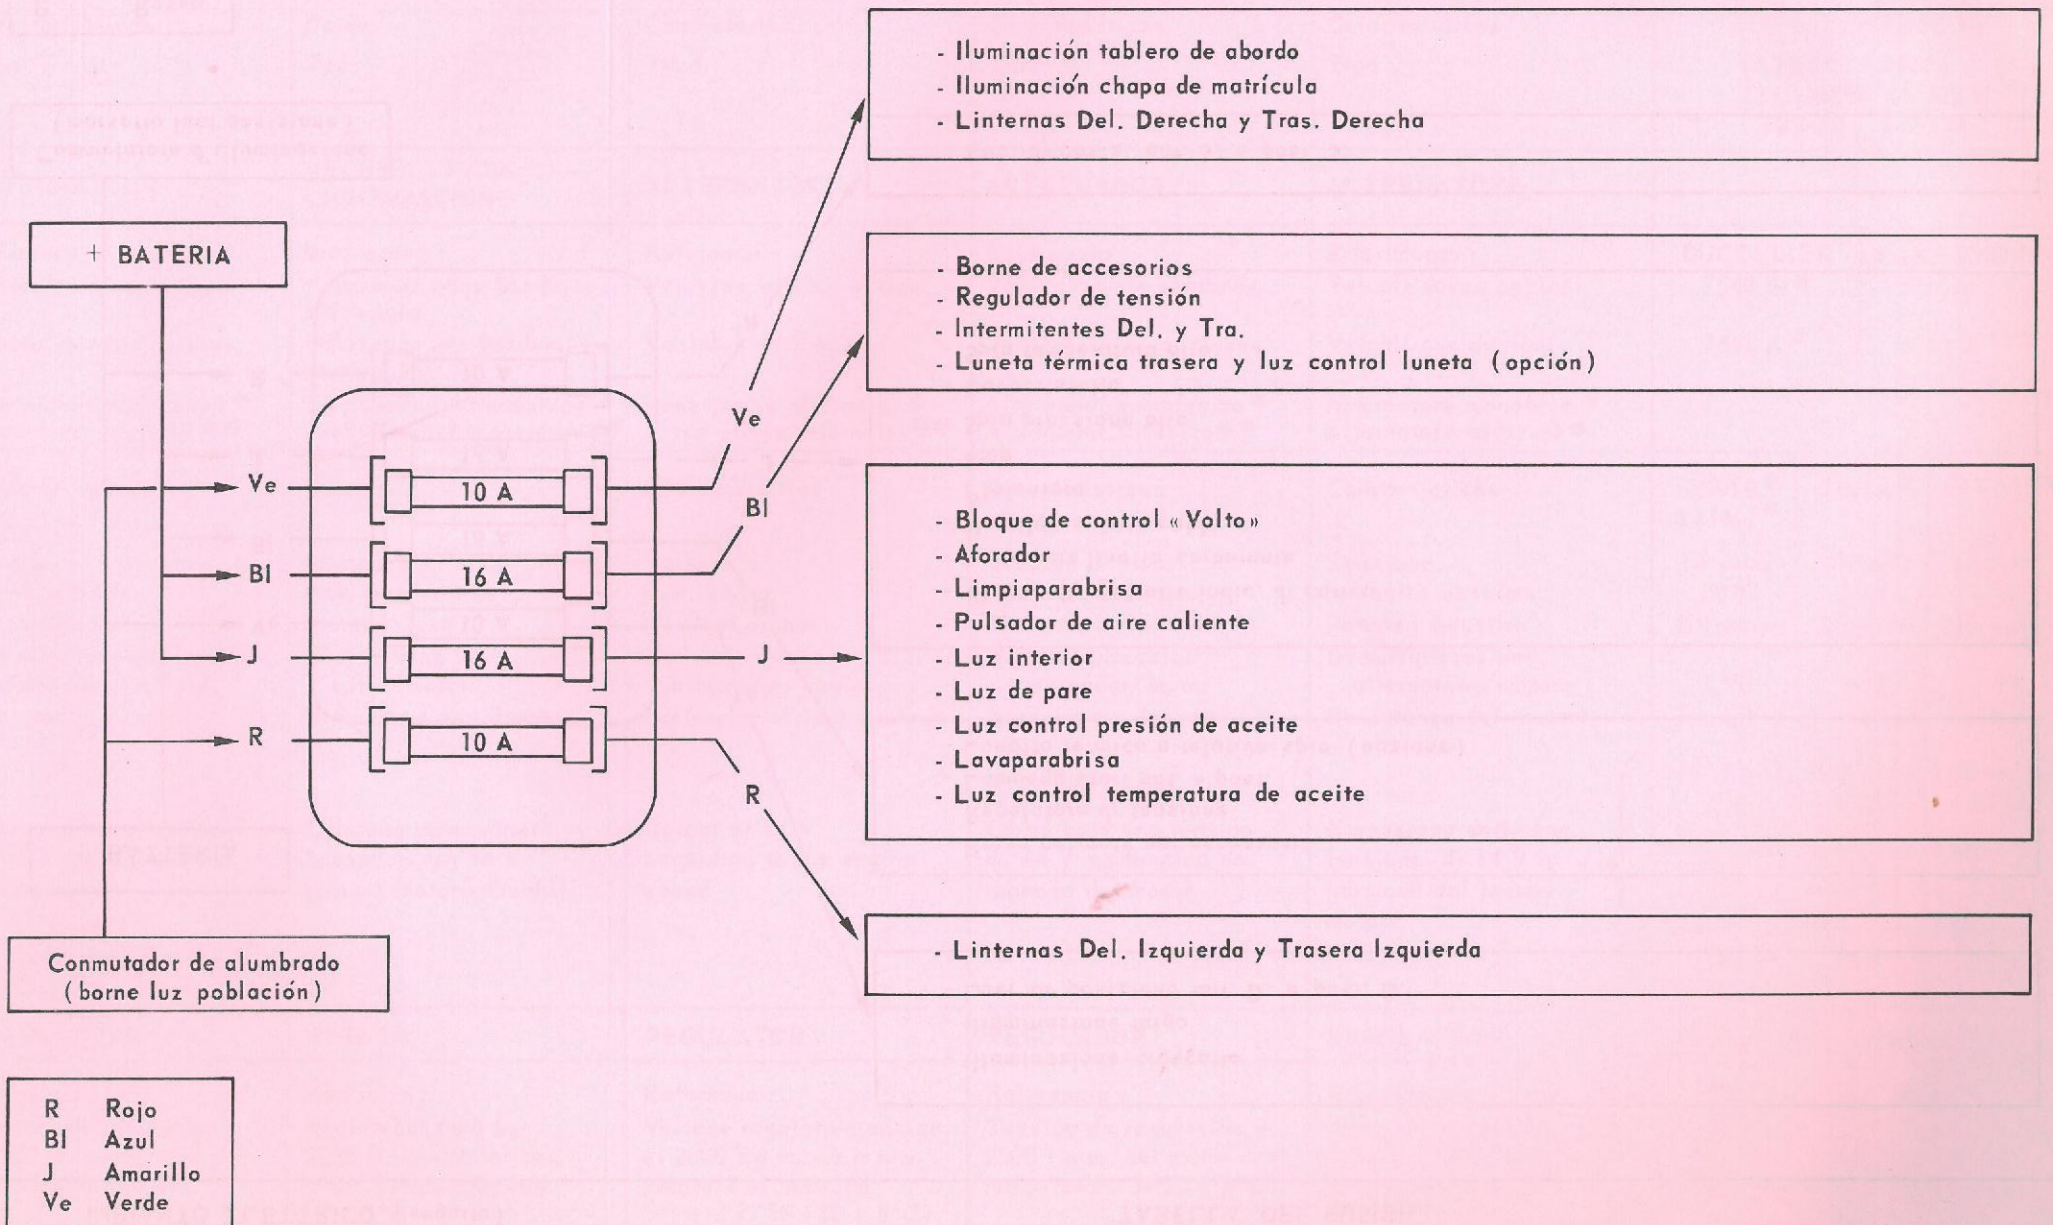 - Iluminación tablero de abordo
- Iluminación chapa de matrícula
- Linternas Del. Derecha y Tras. Derecha
+ BATERIA
- Borne de accesorios
- Regulador de tensión
- Intermitentes Del. y Tra.
- Luneta térmica trasera y luz control luneta (opción)
Ve
Ve
10 A
Bl
Bl
16 A
J
16 A
J
R
10 A
R
- Bloque de control «Volto»
- Aforador
- Limpiaparabrisa
- Pulsador de aire caliente
- Luz interior
- Luz de pare
- Luz control presión de aceite
- Lavaparabrisa
- Luz control temperatura de aceite
- Linternas Del. Izquierda y Trasera Izquierda
Conmutador de alumbrado
(borne luz población)
R Rojo
Bl Azul
J Amarillo
Ve Verde